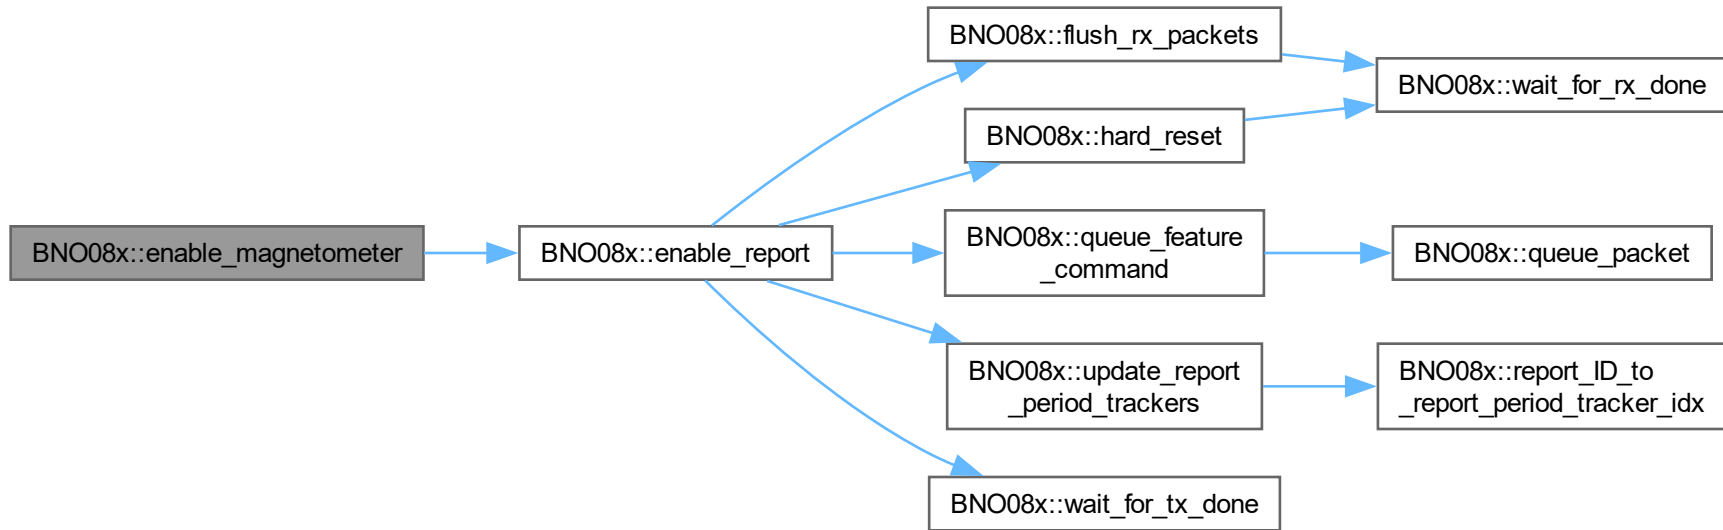 BNO08x::flush_rx_packets
BNO08x::wait_for_rx_done
BNO08x::hard_reset
BNO08x::enable_magnetometer
BNO08x::enable_report
BNO08x::queue_feature
_command
BNO08x::queue_packet
BNO08x::update_report
_period_trackers
BNO08x::report_ID_to
_report_period_tracker_idx
BNO08x::wait_for_tx_done